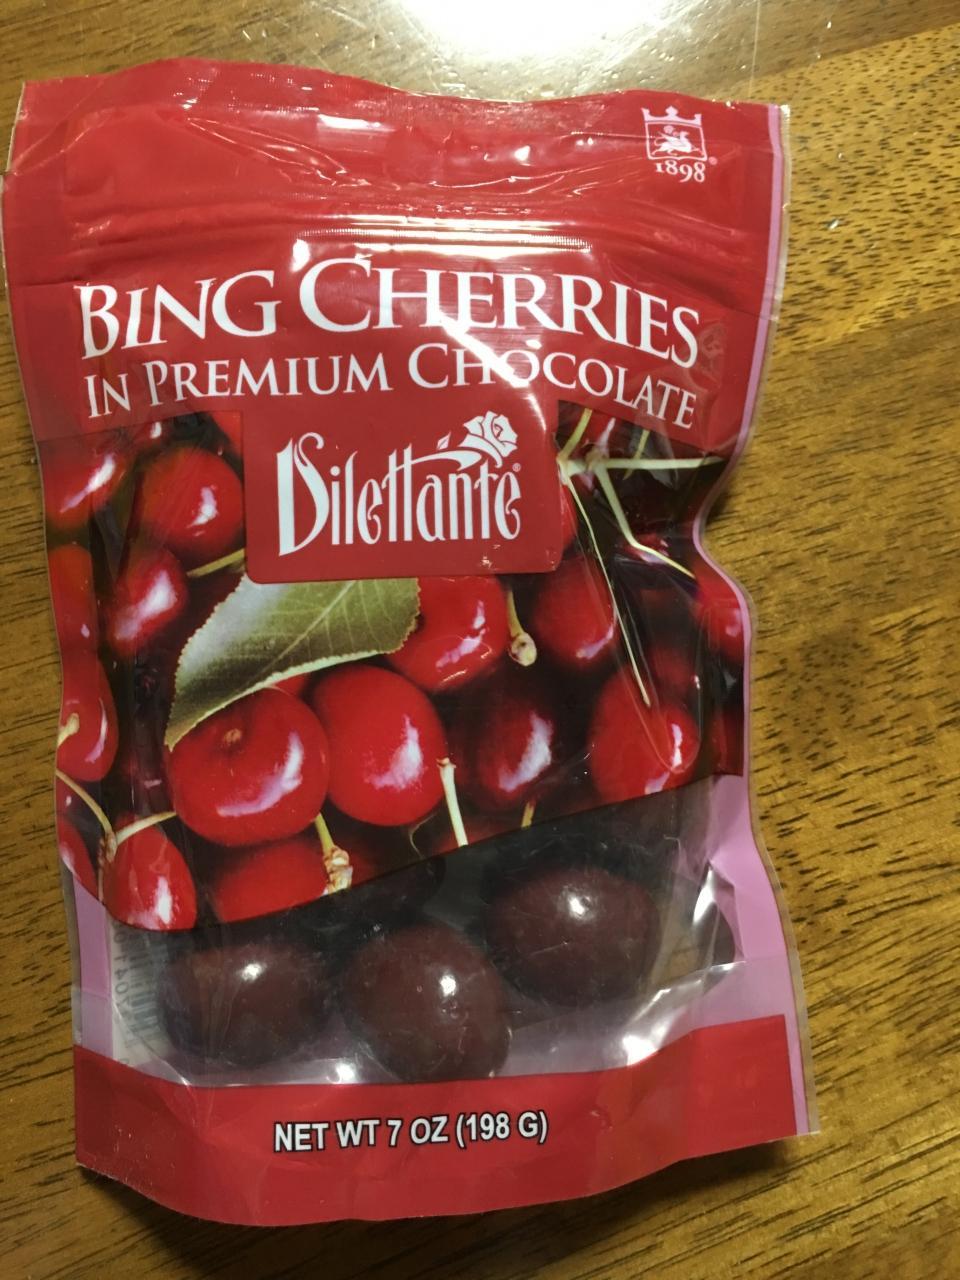 1898
BING CHERRIES
IN PREMIUM CHOCOLATE
Dilettante®
NET WT 7 OZ (198 G)